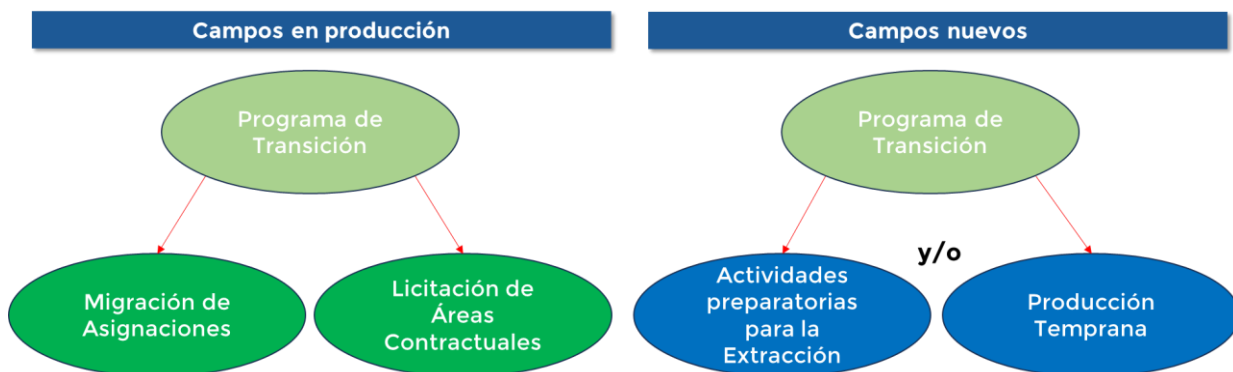 Campos en producción
Programa de
Transición
Migración de
Asignaciones
Licitación de
Áreas
Contractuales
Campos nuevos
Programa de
Transición
Actividades
preparatorias
para la
Extracción
y/o
Producción
Temprana